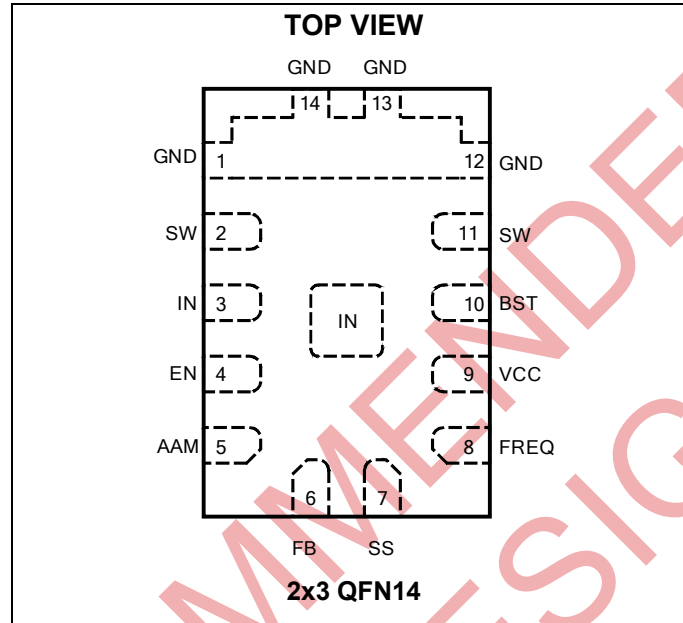 TOP VIEW
GND GND
14 13
GND 1 12 GND
SW 2 11 SW
IN 3 IN 10 BST
EN 4 9 VCC
AAM 5 8 FREQ
6 7
FB SS
2x3 QFN14